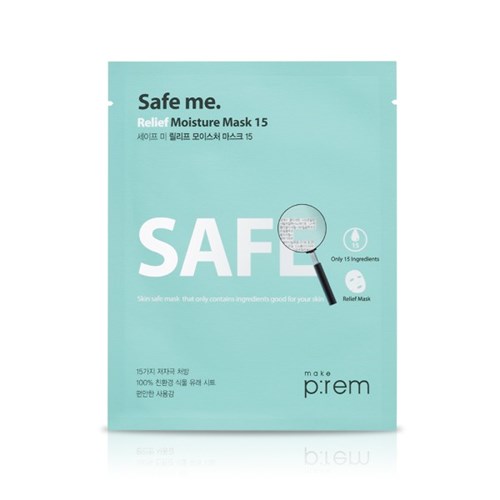 Safe me.
Relief Moisture Mask 15
세이프 미 릴리프 모이스처 마스크 15
SAFE
15
Only 15 Ingredients
Relief Mask
Skin safe mask that only contains ingredients good for your skin
15가지 저자극 처방
100% 친환경 식물 유래 시트
편안한 사용감
make
p:rem